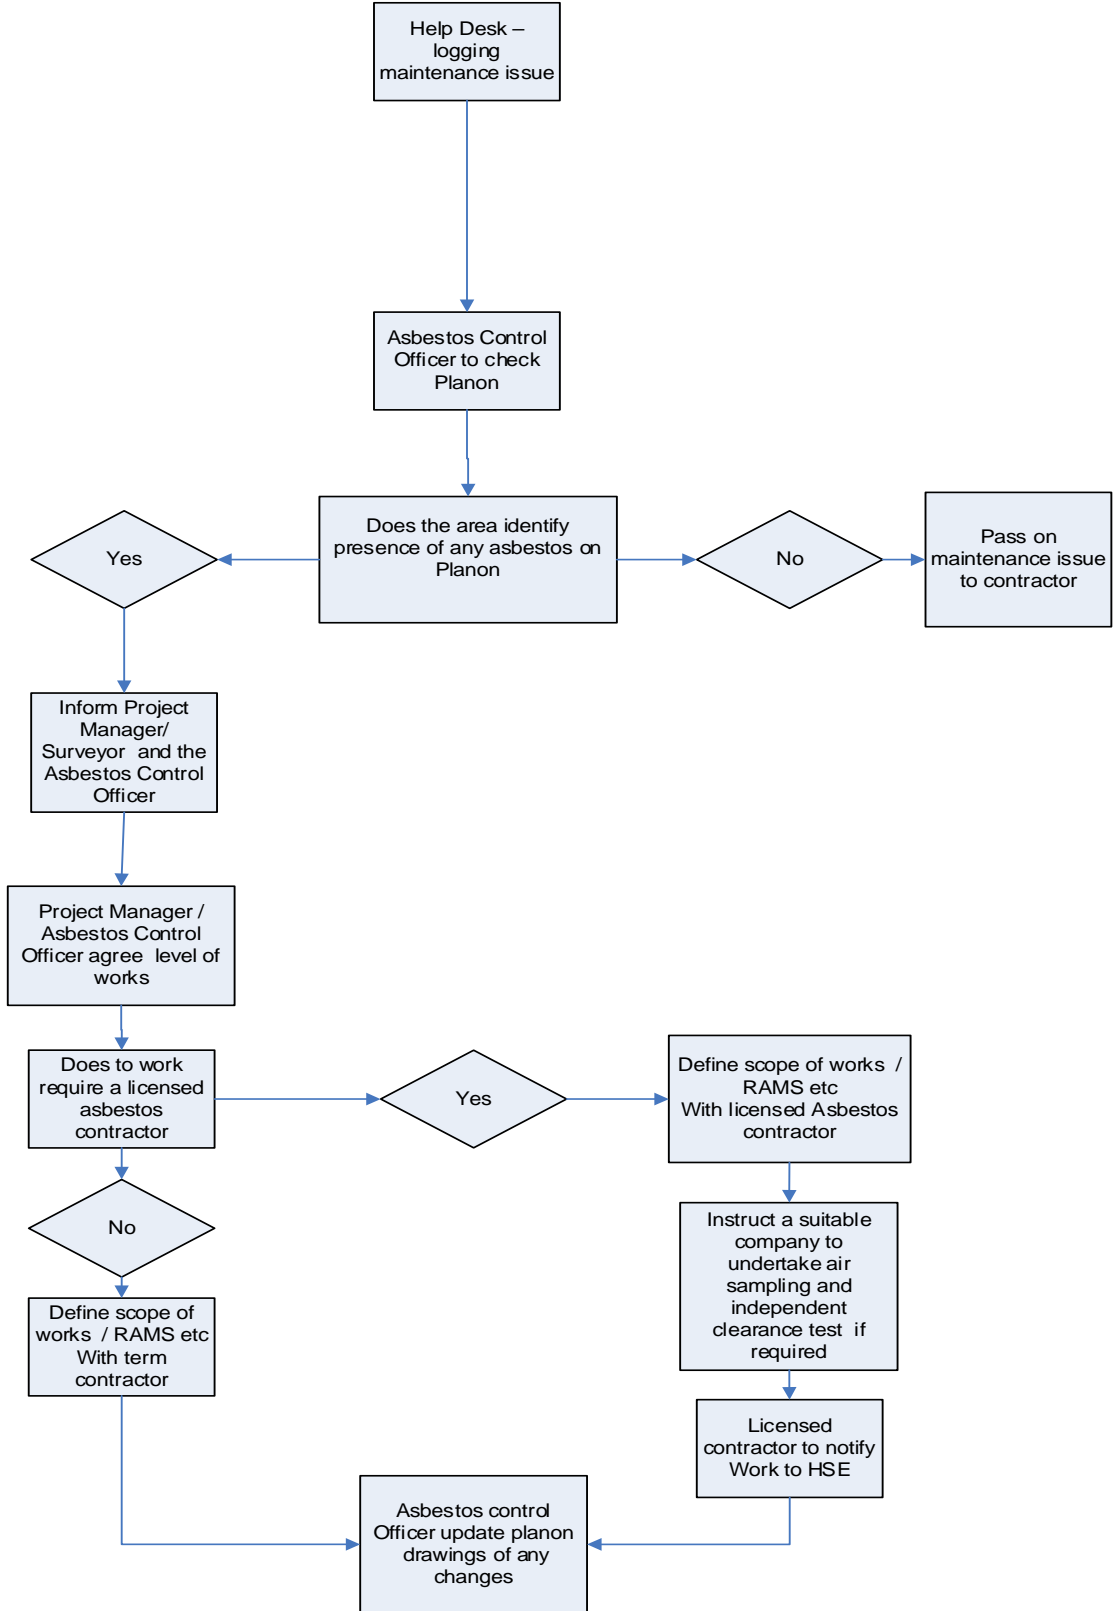 Help Desk –
logging
maintenance issue
Asbestos Control
Officer to check
Planon
Does the area identify
presence of any asbestos on
Planon
Yes
No
Pass on
maintenance issue
to contractor
Inform Project
Manager/
Surveyor and the
Asbestos Control
Officer
Project Manager /
Asbestos Control
Officer agree level of
works
Does to work
require a licensed
asbestos
contractor
Yes
Define scope of works /
RAMS etc
With licensed Asbestos
contractor
No
Instruct a suitable
company to
undertake air
sampling and
independent
clearance test if
required
Define scope of
works / RAMS etc
With term
contractor
Licensed
contractor to notify
Work to HSE
Asbestos control
Officer update planon
drawings of any
changes